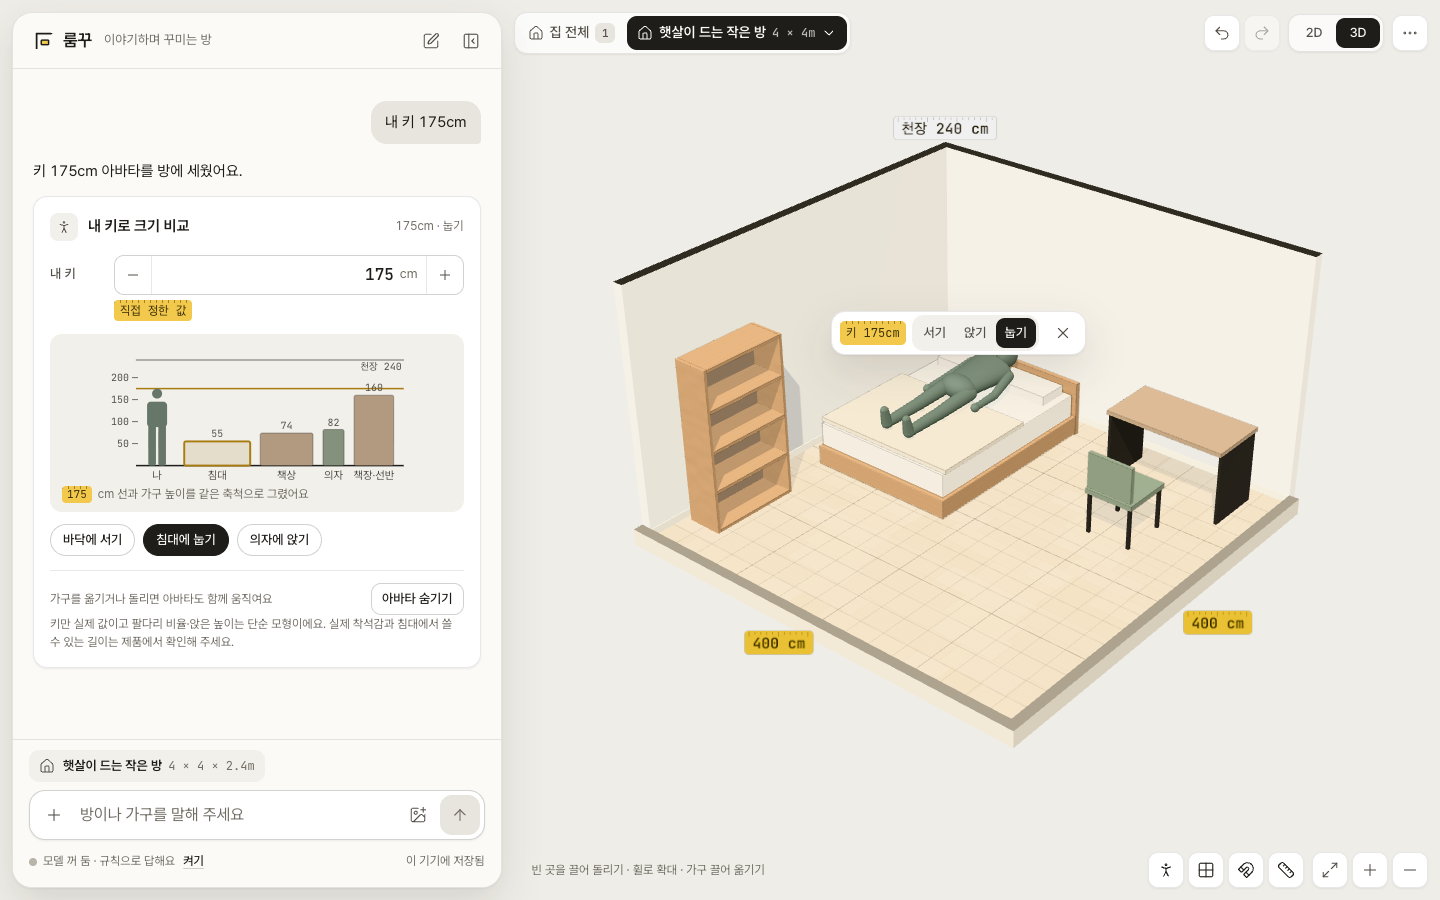 룸꾸 이야기하며 꾸미는 방
집 전체 1
햇살이 드는 작은 방 4 × 4m
2D 3D
내 키 175cm
키 175cm 아바타를 방에 세웠어요.
내 키로 크기 비교
175cm · 눕기
내 키
175 cm
직접 정한 값
천장 240
200
150
100
50
55
74
82
160
나
침대
책상
의자
책장·선반
175 cm 선과 가구 높이를 같은 축척으로 그렸어요
바닥에 서기
침대에 눕기
의자에 앉기
가구를 옮기거나 돌리면 아바타도 함께 움직여요
아바타 숨기기
키만 실제 값이고 팔다리 비율·앉은 높이는 단순 모형이에요. 실제 착석감과 침대에서 쓸
수 있는 길이는 제품에서 확인해 주세요.
햇살이 드는 작은 방 4 × 4 × 2.4m
방이나 가구를 말해 주세요
모델 꺼 둠 · 규칙으로 답해요 켜기
이 기기에 저장됨
천장 240 cm
키 175cm 서기 앉기 눕기
400 cm
400 cm
빈 곳을 끌어 돌리기 · 휠로 확대 · 가구 끌어 옮기기